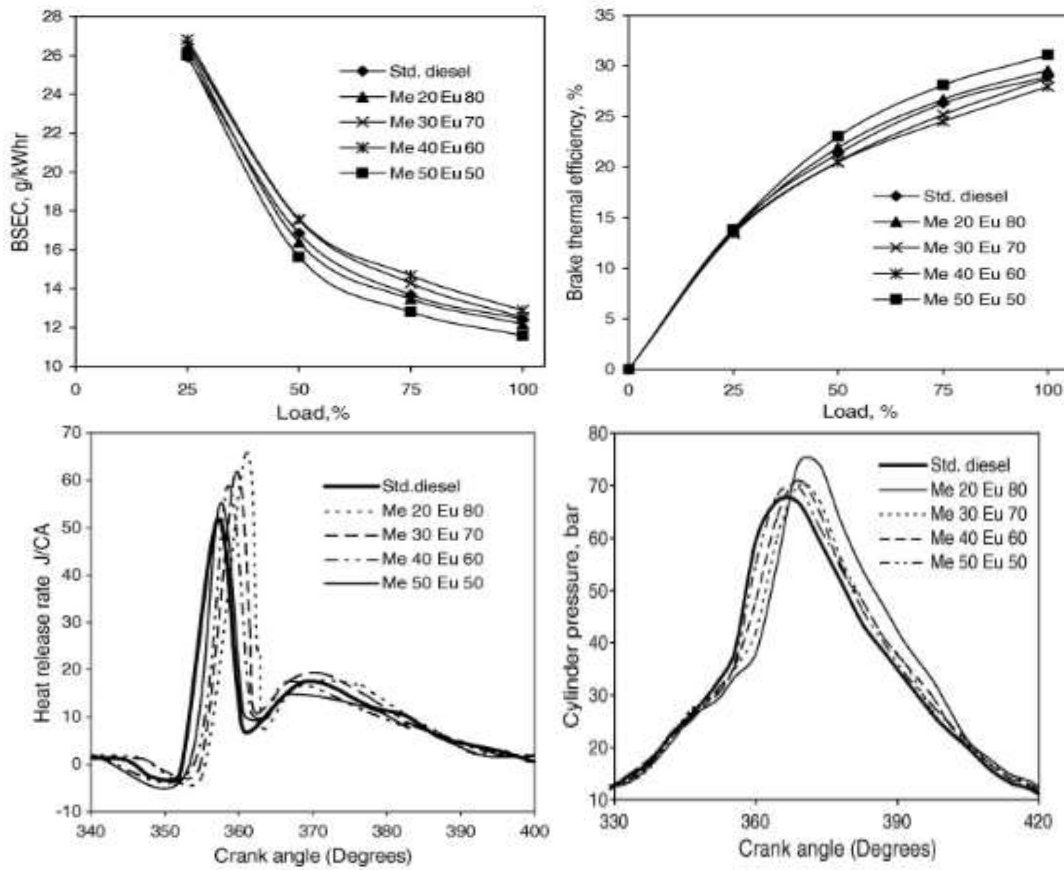 BSEC, g/kWhr
28
26
24
22
20
18
16
14
12
10
0 25 50 75 100
Load, %
Std. diesel
Me 20 Eu 80
Me 30 Eu 70
Me 40 Eu 60
Me 50 Eu 50
Brake thermal efficiency, %
35
30
25
20
15
10
5
0
0 25 50 75 100
Load, %
Std. diesel
Me 20 Eu 80
Me 30 Eu 70
Me 40 Eu 60
Me 50 Eu 50
Heat release rate J/CA
70
60
50
40
30
20
10
0
-10
340 350 360 370 380 390 400
Crank angle (Degrees)
Std.diesel
Me 20 Eu 80
Me 30 Eu 70
Me 40 Eu 60
Me 50 Eu 50
Cylinder pressure, bar
80
70
60
50
40
30
20
10
330 360 390 420
Crank angle (Degrees)
Std. diesel
Me 20 Eu 80
Me 30 Eu 70
Me 40 Eu 60
Me 50 Eu 50